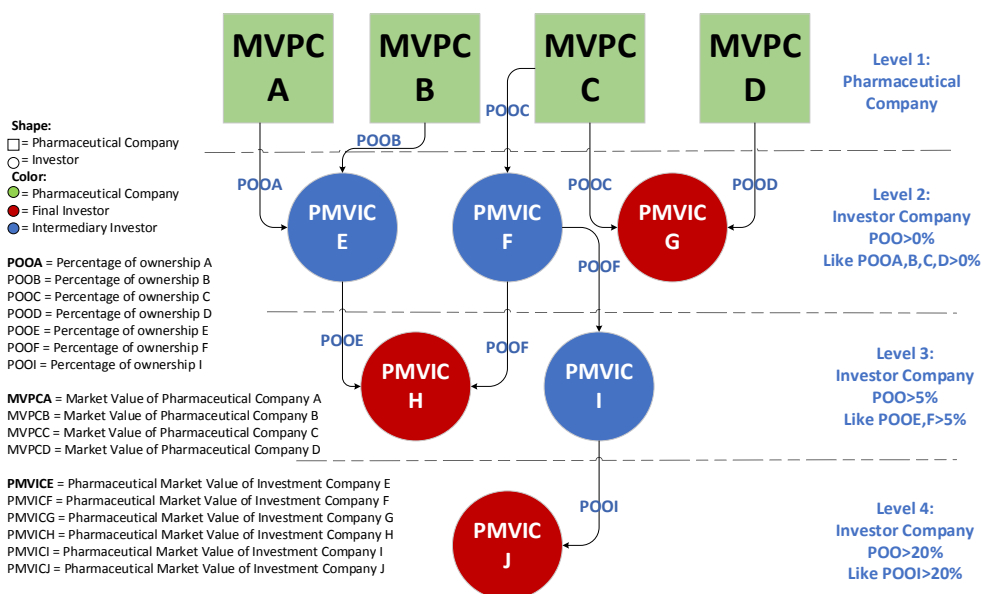 MVPC
A
MVPC
B
MVPC
C
MVPC
D
Level 1:
Pharmaceutical
Company
POOC
POOB
Shape:
= Pharmaceutical Company
= Investor
Color:
= Pharmaceutical Company
= Final Investor
= Intermediary Investor
POOA
PMVIC
E
PMVIC
F
POOC
PMVIC
G
POOD
Level 2:
Investor Company
POO>0%
Like POOA,B,C,D>0%
POOF
POOA = Percentage of ownership A
POOB = Percentage of ownership B
POOC = Percentage of ownership C
POOD = Percentage of ownership D
POOE = Percentage of ownership E
POOF = Percentage of ownership F
POOI = Percentage of ownership I
POOE
POOF
PMVIC
H
PMVIC
I
Level 3:
Investor Company
POO>5%
Like POOE,F>5%
MVPCA = Market Value of Pharmaceutical Company A
MVPCB = Market Value of Pharmaceutical Company B
MVPCC = Market Value of Pharmaceutical Company C
MVPCD = Market Value of Pharmaceutical Company D
PMVICE = Pharmaceutical Market Value of Investment Company E
PMVICF = Pharmaceutical Market Value of Investment Company F
PMVICG = Pharmaceutical Market Value of Investment Company G
PMVICH = Pharmaceutical Market Value of Investment Company H
PMVICI = Pharmaceutical Market Value of Investment Company I
PMVICJ = Pharmaceutical Market Value of Investment Company J
PMVIC
J
POOI
Level 4:
Investor Company
POO>20%
Like POOI>20%